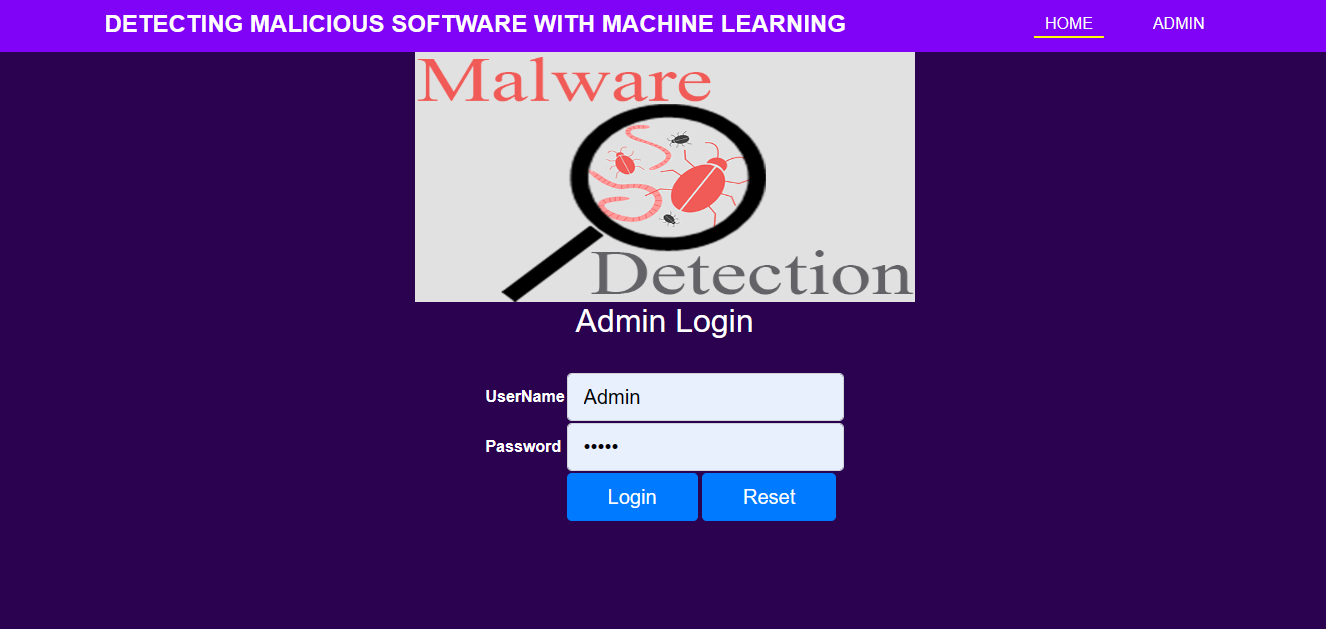 DETECTING MALICIOUS SOFTWARE WITH MACHINE LEARNING HOME ADMIN
Malware
Detection
Admin Login
UserName Admin
Password •••••
Login Reset